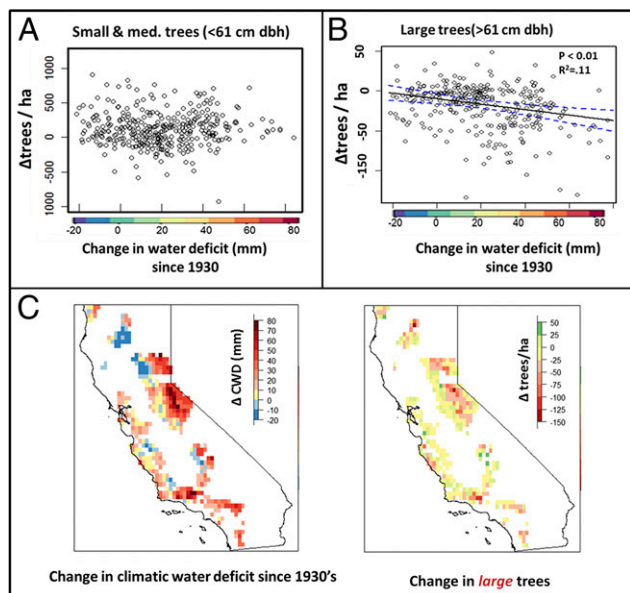 A
Small & med. trees (<61 cm dbh)
Δtrees / ha
1000
500
0
-500
1000
-20
0
20
40
60
80
Change in water deficit (mm)
since 1930
B
Large trees(>61 cm dbh)
P < 0.01
R²=.11
Δtrees / ha
50
-0
-50
-150
-20
0
20
40
60
80
Change in water deficit (mm)
since 1930
C
Δ CWD (mm)
80
70
60
50
40
30
20
10
0
-10
-20
Change in climatic water deficit since 1930's
Δ trees/ha
50
25
0
-25
-50
-75
-100
-125
-150
Change in large trees